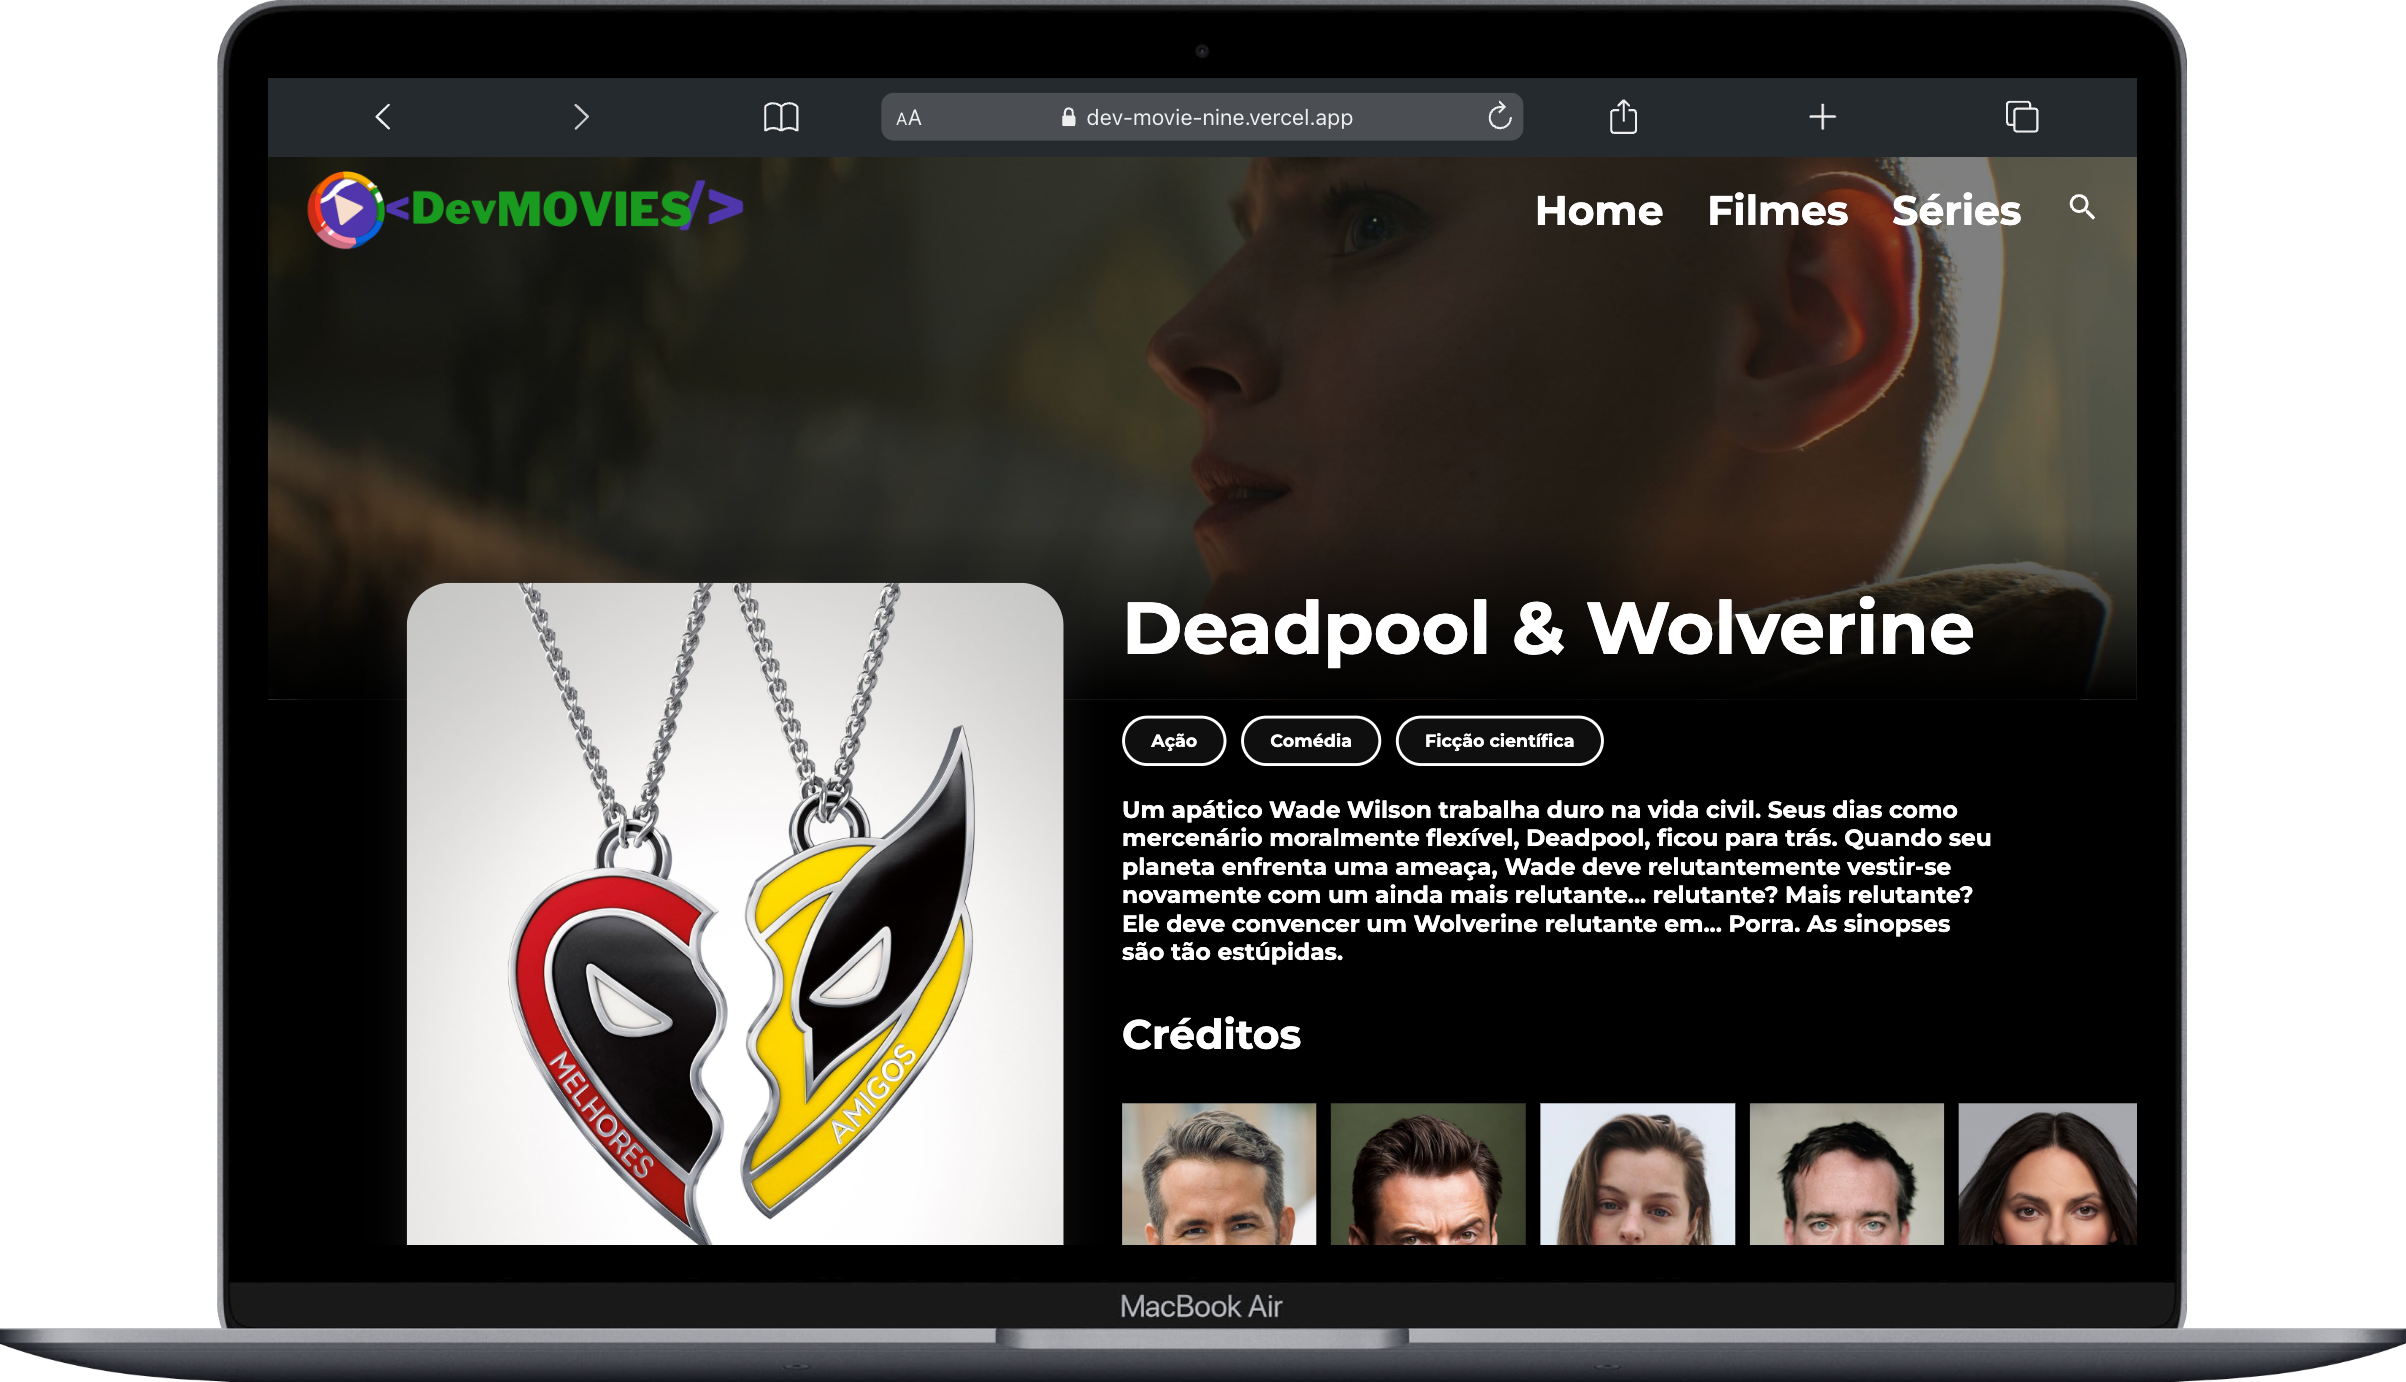 AA dev-movie-nine.vercel.app
<DevMOVIES/> Home Filmes Séries
Deadpool & Wolverine
Ação Comédia Ficção científica
Um apático Wade Wilson trabalha duro na vida civil. Seus dias como
mercenário moralmente flexível, Deadpool, ficou para trás. Quando seu
planeta enfrenta uma ameaça, Wade deve relutantemente vestir-se
novamente com um ainda mais relutante... relutante? Mais relutante?
Ele deve convencer um Wolverine relutante em... Porra. As sinopses
são tão estúpidas.
Créditos
MELHORES
AMIGOS
MacBook Air